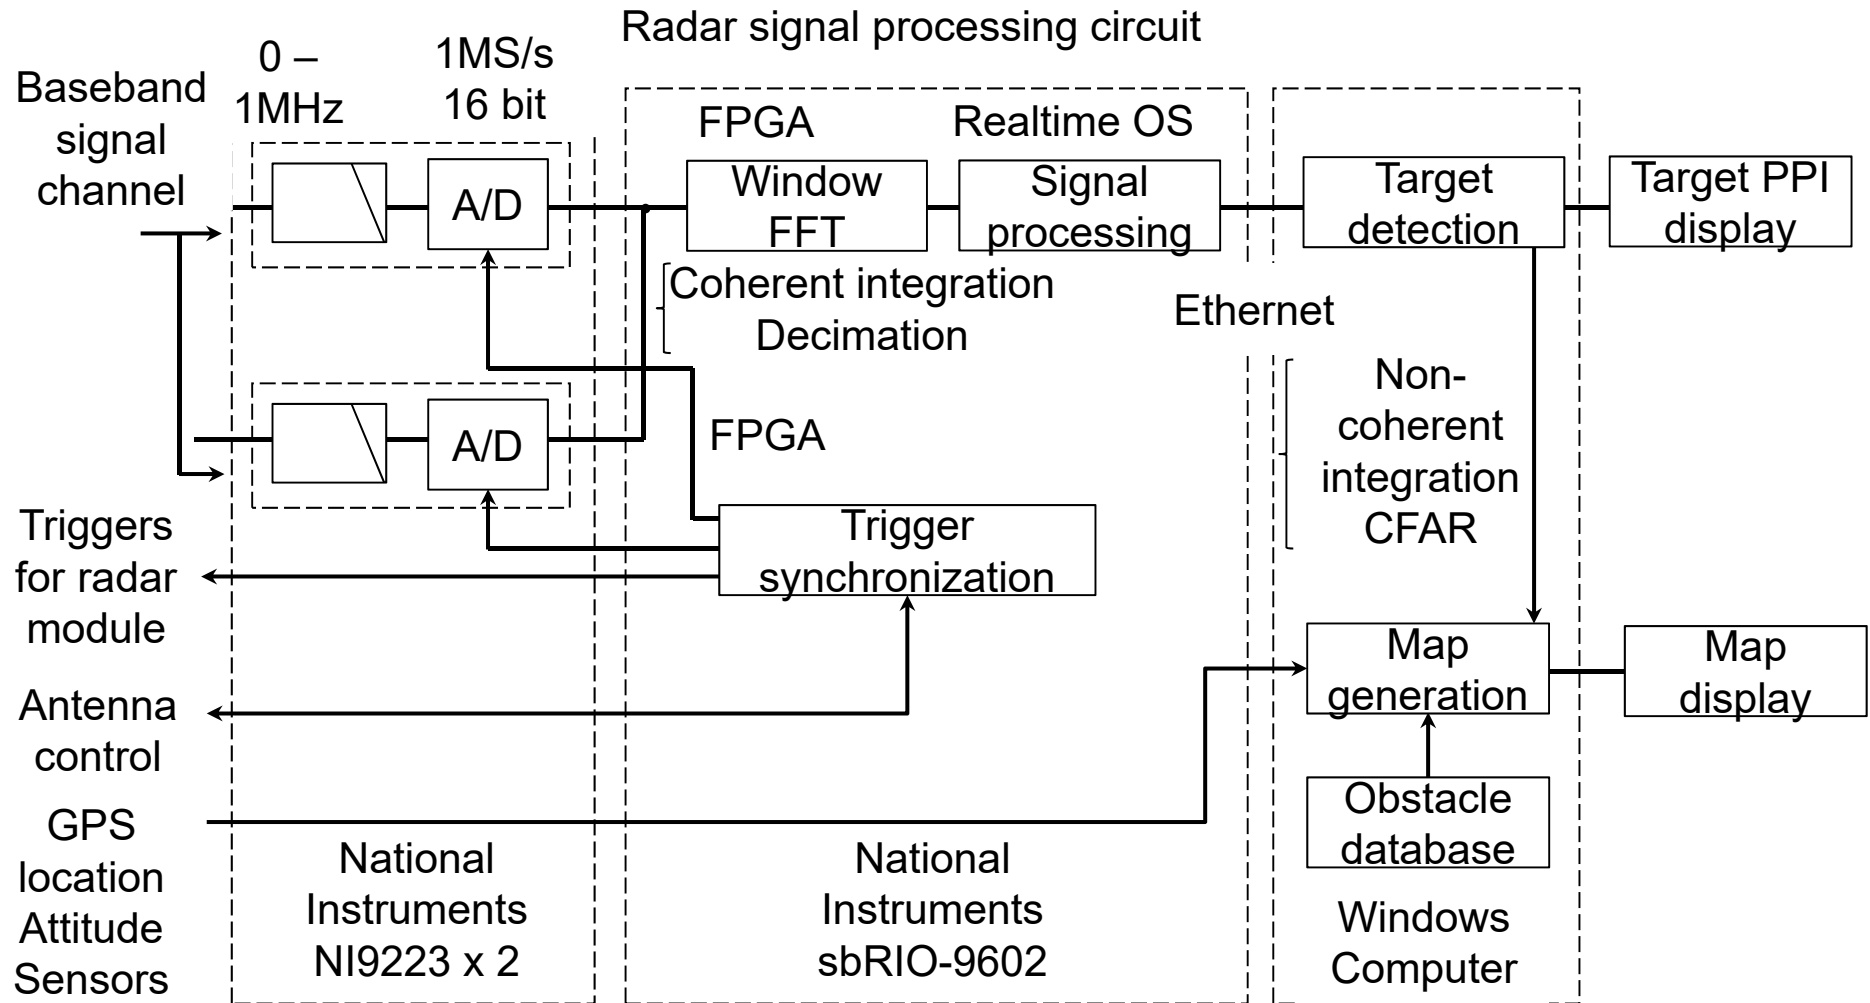 Radar signal processing circuit
0 –
1MHz
1MS/s
16 bit
Baseband
signal
channel
FPGA
Realtime OS
A/D
Window
FFT
Signal
processing
Target
detection
Target PPI
display
Coherent integration
Decimation
Ethernet
A/D
FPGA
Non-
coherent
integration
CFAR
Triggers
for radar
module
Trigger
synchronization
Map
generation
Map
display
Antenna
control
Obstacle
database
GPS
location
Attitude
Sensors
National
Instruments
NI9223 x 2
National
Instruments
sbRIO-9602
Windows
Computer